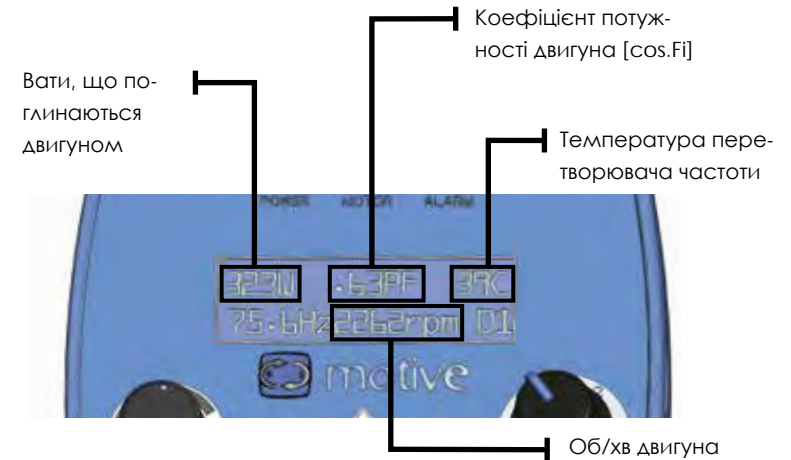 Коефіцієнт потуж-
ності двигуна [cos.Fi]
Вати, що по-
глинаються
двигуном
Температура пере-
творювача частоти
POWER MOTOR ALARM
323W .63PF 39C
75.6Hz 2262rpm
motive
Об/хв двигуна